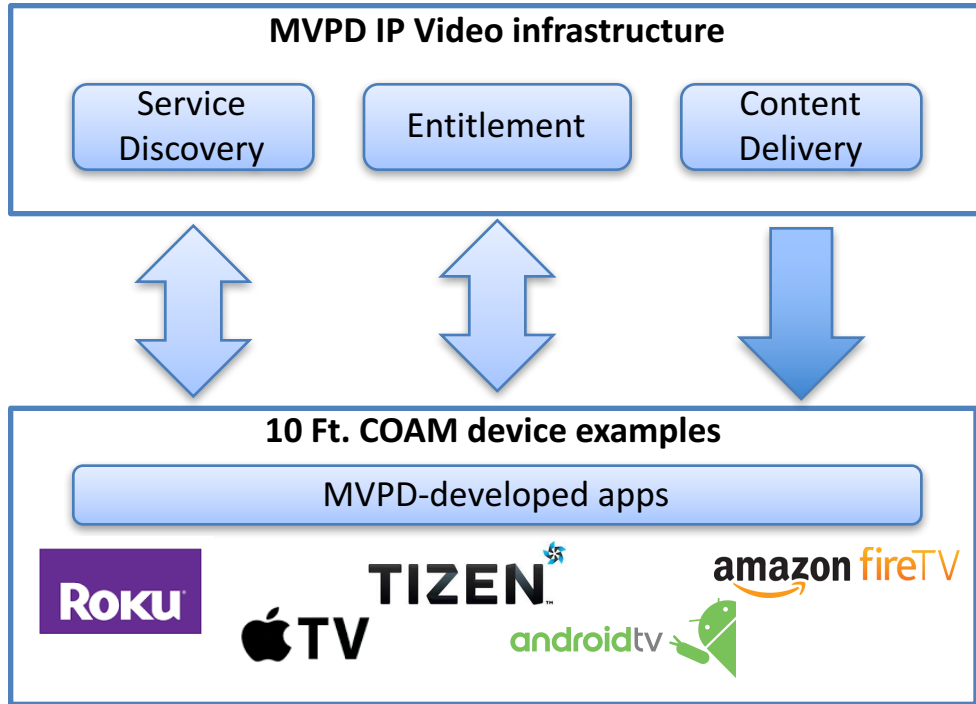 MVPD IP Video infrastructure
Service
Discovery
Entitlement
Content
Delivery
10 Ft. COAM device examples
MVPD-developed apps
ROKU
TV
TIZEN™
androidtv
amazon fireTV